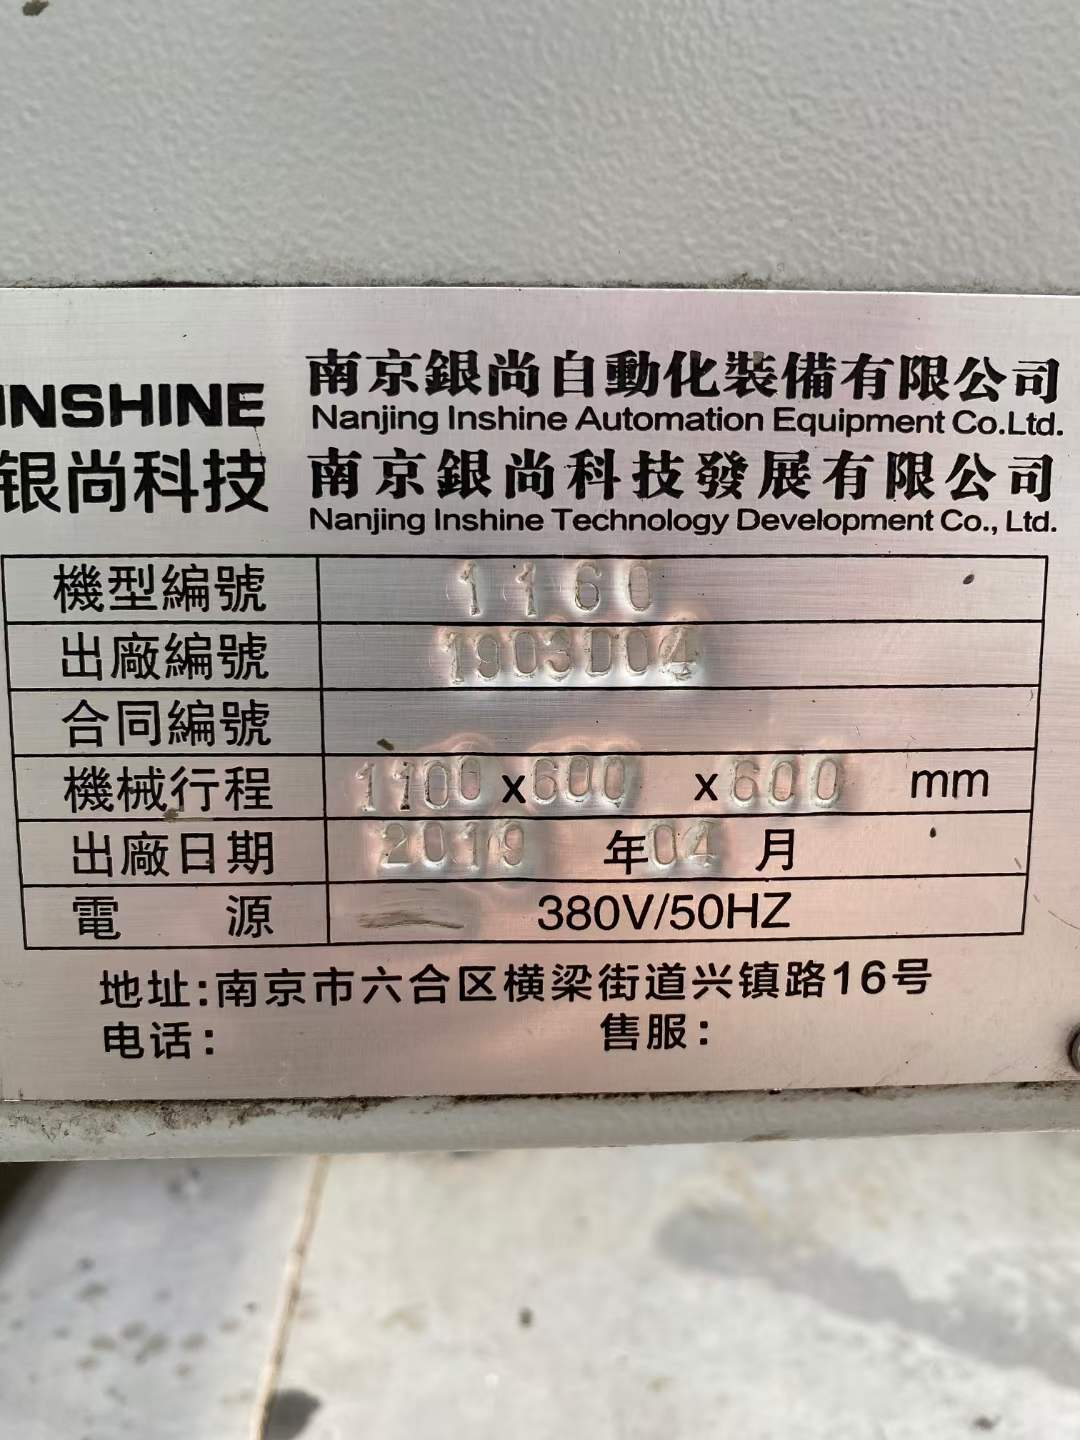 INSHINE 南京銀尚自動化裝備有限公司
Nanjing Inshine Automation Equipment Co.Ltd.
银尚科技 南京銀尚科技發展有限公司
Nanjing Inshine Technology Development Co., Ltd.
機型編號 1160
出廠編號 1903D04
合同編號
機械行程 1100 x600 x600 mm
出廠日期 2019 年04 月
電 源 380V/50HZ
地址:南京市六合区横梁街道兴镇路16号
电话: 售服: